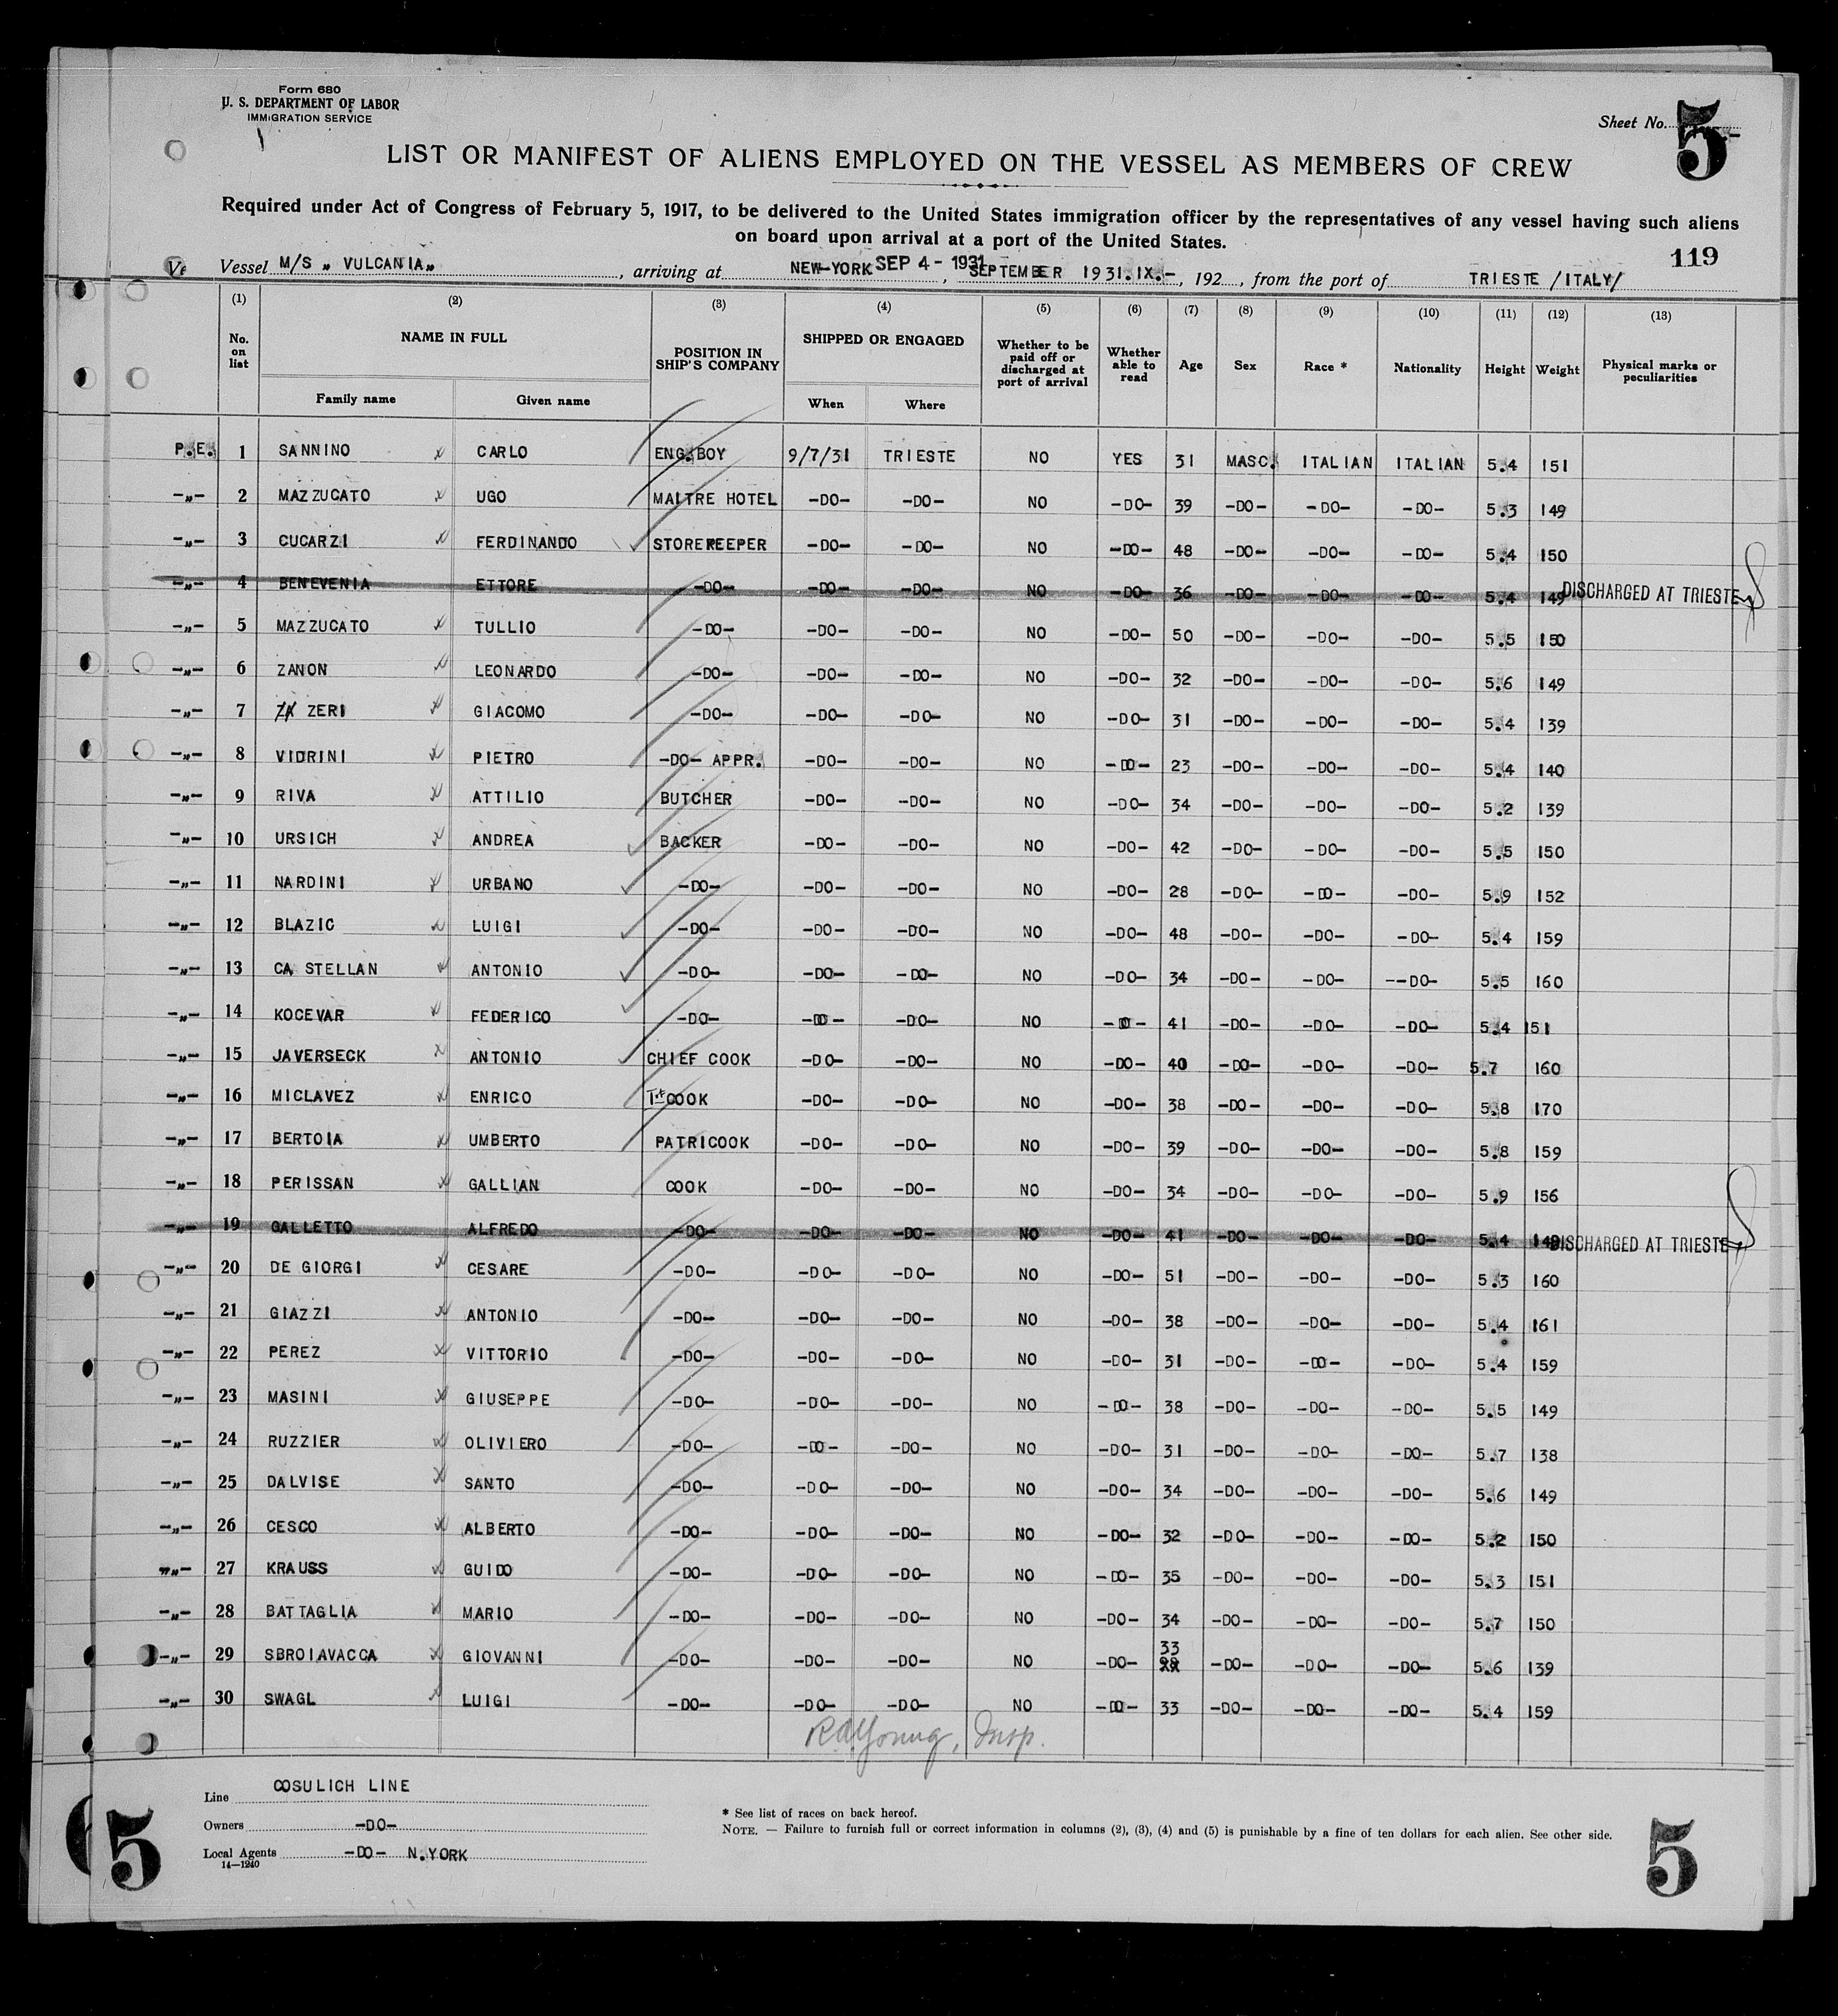 Form 680
U. S. DEPARTMENT OF LABOR
IMMIGRATION SERVICE
Sheet No. 5
LIST OR MANIFEST OF ALIENS EMPLOYED ON THE VESSEL AS MEMBERS OF CREW
Required under Act of Congress of February 5, 1917, to be delivered to the United States immigration officer by the representatives of any vessel having such aliens
on board upon arrival at a port of the United States.
119
Vessel M/S „ VULCANIA„ , arriving at NEW-YORK SEP 4 - 1931 , SEPTEMBER 1931.IX.- , 192 , from the port of TRIESTE /ITALY/
(1) (2) (3) (4) (5) (6) (7) (8) (9) (10) (11) (12) (13)
No. on list NAME IN FULL POSITION IN SHIP'S COMPANY SHIPPED OR ENGAGED Whether to be paid off or discharged at port of arrival Whether able to read Age Sex Race * Nationality Height Weight Physical marks or peculiarities
Family name Given name When Where
P.E. 1 SANNINO CARLO ENG.BOY 9/7/31 TRIESTE NO YES 31 MASC. ITALIAN ITALIAN 5.4 151
-„- 2 MAZZUCATO UGO MAITRE HOTEL -DO- -DO- NO -DO- 39 -DO- -DO- -DO- 5.3 149
-„- 3 CUCARZI FERDINANDO STOREKEEPER -DO- -DO- NO -DO- 48 -DO- -DO- -DO- 5.4 150
-„- 4 BENEVENIA ETTORE -DO- -DO- -DO- NO -DO- 36 -DO- -DO- -DO- 5.4 149 DISCHARGED AT TRIESTE
-„- 5 MAZZUCATO TULLIO -DO- -DO- -DO- NO -DO- 50 -DO- -DO- -DO- 5.5 150
-„- 6 ZANON LEONARDO -DO- -DO- -DO- NO -DO- 32 -DO- -DO- -DO- 5.6 149
-„- 7 ZERI GIACOMO -DO- -DO- -DO- NO -DO- 31 -DO- -DO- -DO- 5.4 139
-„- 8 VIDRINI PIETRO -DO- APPR. -DO- -DO- NO -DO- 23 -DO- -DO- -DO- 5.4 140
-„- 9 RIVA ATTILIO BUTCHER -DO- -DO- NO -DO- 34 -DO- -DO- -DO- 5.2 139
-„- 10 URSICH ANDREA BACKER -DO- -DO- NO -DO- 42 -DO- -DO- -DO- 5.5 150
-„- 11 NARDINI URBANO -DO- -DO- -DO- NO -DO- 28 -DO- -DO- -DO- 5.9 152
-„- 12 BLAZIC LUIGI -DO- -DO- -DO- NO -DO- 48 -DO- -DO- -DO- 5.4 159
-„- 13 CA STELLAN ANTONIO -DO- -DO- -DO- NO -DO- 34 -DO- -DO- --DO- 5.5 160
-„- 14 KOCEVAR FEDERICO -DO- -DO- -DO- NO -DO- 41 -DO- -DO- -DO- 5.4 151
-„- 15 JAVERSECK ANTONIO CHIEF COOK -DO- -DO- NO -DO- 40 -DO- -DO- -DO- 5.7 160
-„- 16 MICLAVEZ ENRICO COOK -DO- -DO- NO -DO- 38 -DO- -DO- -DO- 5.8 170
-„- 17 BERTOIA UMBERTO PATRICOOK -DO- -DO- NO -DO- 39 -DO- -DO- -DO- 5.8 159
-„- 18 PERISSAN GALLIAN COOK -DO- -DO- NO -DO- 34 -DO- -DO- -DO- 5.9 156
-„- 19 GALLETTO ALFREDO -DO- -DO- -DO- NO -DO- 41 -DO- -DO- -DO- 5.4 DISCHARGED AT TRIESTE
-„- 20 DE GIORGI CESARE -DO- -DO- -DO- NO -DO- 51 -DO- -DO- -DO- 5.3 160
-„- 21 GIAZZI ANTONIO -DO- -DO- -DO- NO -DO- 38 -DO- -DO- -DO- 5.4 161
-„- 22 PEREZ VITTORIO -DO- -DO- -DO- NO -DO- 31 -DO- -DO- -DO- 5.4 159
-„- 23 MASINI GIUSEPPE -DO- -DO- -DO- NO -DO- 38 -DO- -DO- -DO- 5.5 149
-„- 24 RUZZIER OLIVIERO -DO- -DO- -DO- NO -DO- 31 -DO- -DO- -DO- 5.7 138
-„- 25 DALVISE SANTO -DO- -DO- -DO- NO -DO- 34 -DO- -DO- -DO- 5.6 149
-„- 26 CESCO ALBERTO -DO- -DO- -DO- NO -DO- 32 -DO- -DO- -DO- 5.2 150
-„- 27 KRAUSS GUIDO -DO- -DO- -DO- NO -DO- 35 -DO- -DO- -DO- 5.3 151
-„- 28 BATTAGLIA MARIO -DO- -DO- -DO- NO -DO- 34 -DO- -DO- -DO- 5.7 150
-„- 29 SBROIAVACCA GIOVANNI -DO- -DO- -DO- NO -DO- 33 -DO- -DO- -DO- 5.6 139
-„- 30 SWAGL LUIGI -DO- -DO- -DO- NO -DO- 33 -DO- -DO- -DO- 5.4 159
R A Young, Insp.
Line COSULICH LINE
Owners -DO-
Local Agents -DO- N.YORK
14—1240
* See list of races on back hereof.
NOTE. — Failure to furnish full or correct information in columns (2), (3), (4) and (5) is punishable by a fine of ten dollars for each alien. See other side.
5
5